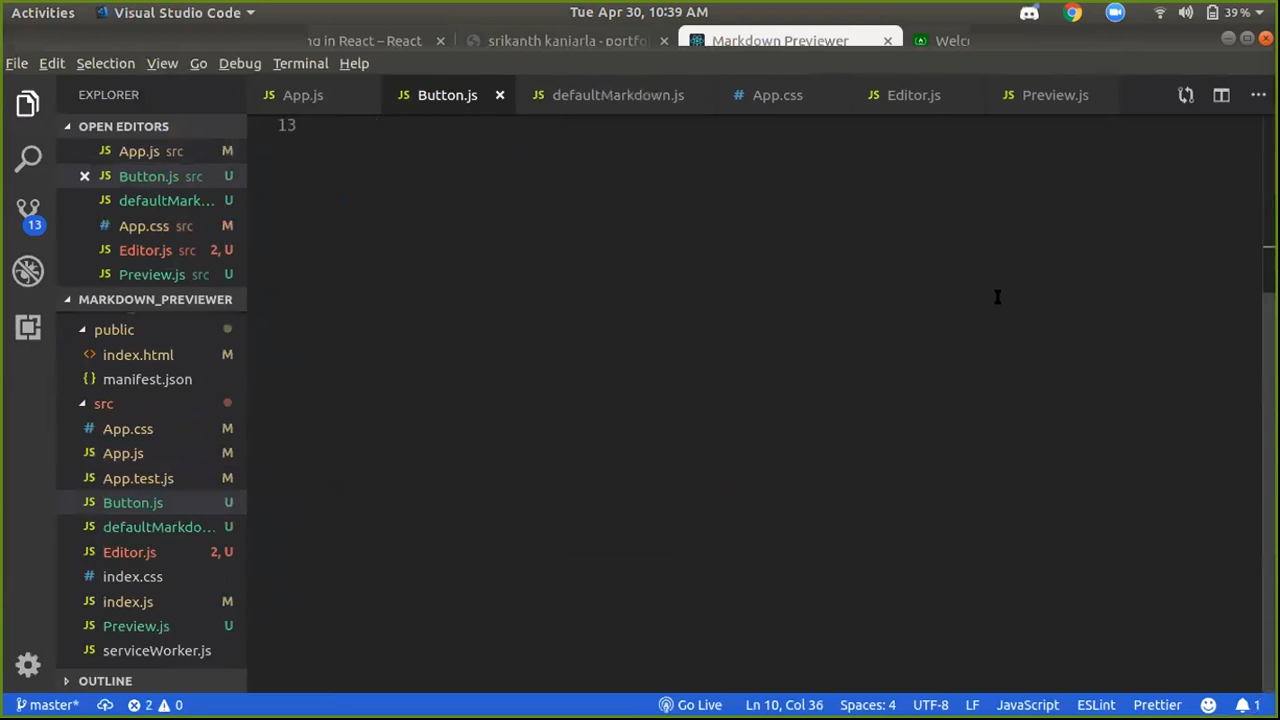 Activities Visual Studio Code Tue Apr 30, 10:39 AM 39 %
ng in React – React srikanth kaniarla - portfo Markdown Previewer Welc
File Edit Selection View Go Debug Terminal Help
EXPLORER JS App.js JS Button.js JS defaultMarkdown.js # App.css JS Editor.js JS Preview.js
13
OPEN EDITORS
JS App.js src M
JS Button.js src U
JS defaultMark... U
# App.css src M
JS Editor.js src 2, U
JS Preview.js src U
13
MARKDOWN_PREVIEWER
public
<> index.html M
{} manifest.json
src
# App.css M
JS App.js M
JS App.test.js M
JS Button.js U
JS defaultMarkdo... U
JS Editor.js 2, U
# index.css
JS index.js M
JS Preview.js U
JS serviceWorker.js
OUTLINE
master* 2 0 Go Live Ln 10, Col 36 Spaces: 4 UTF-8 LF JavaScript ESLint Prettier 1